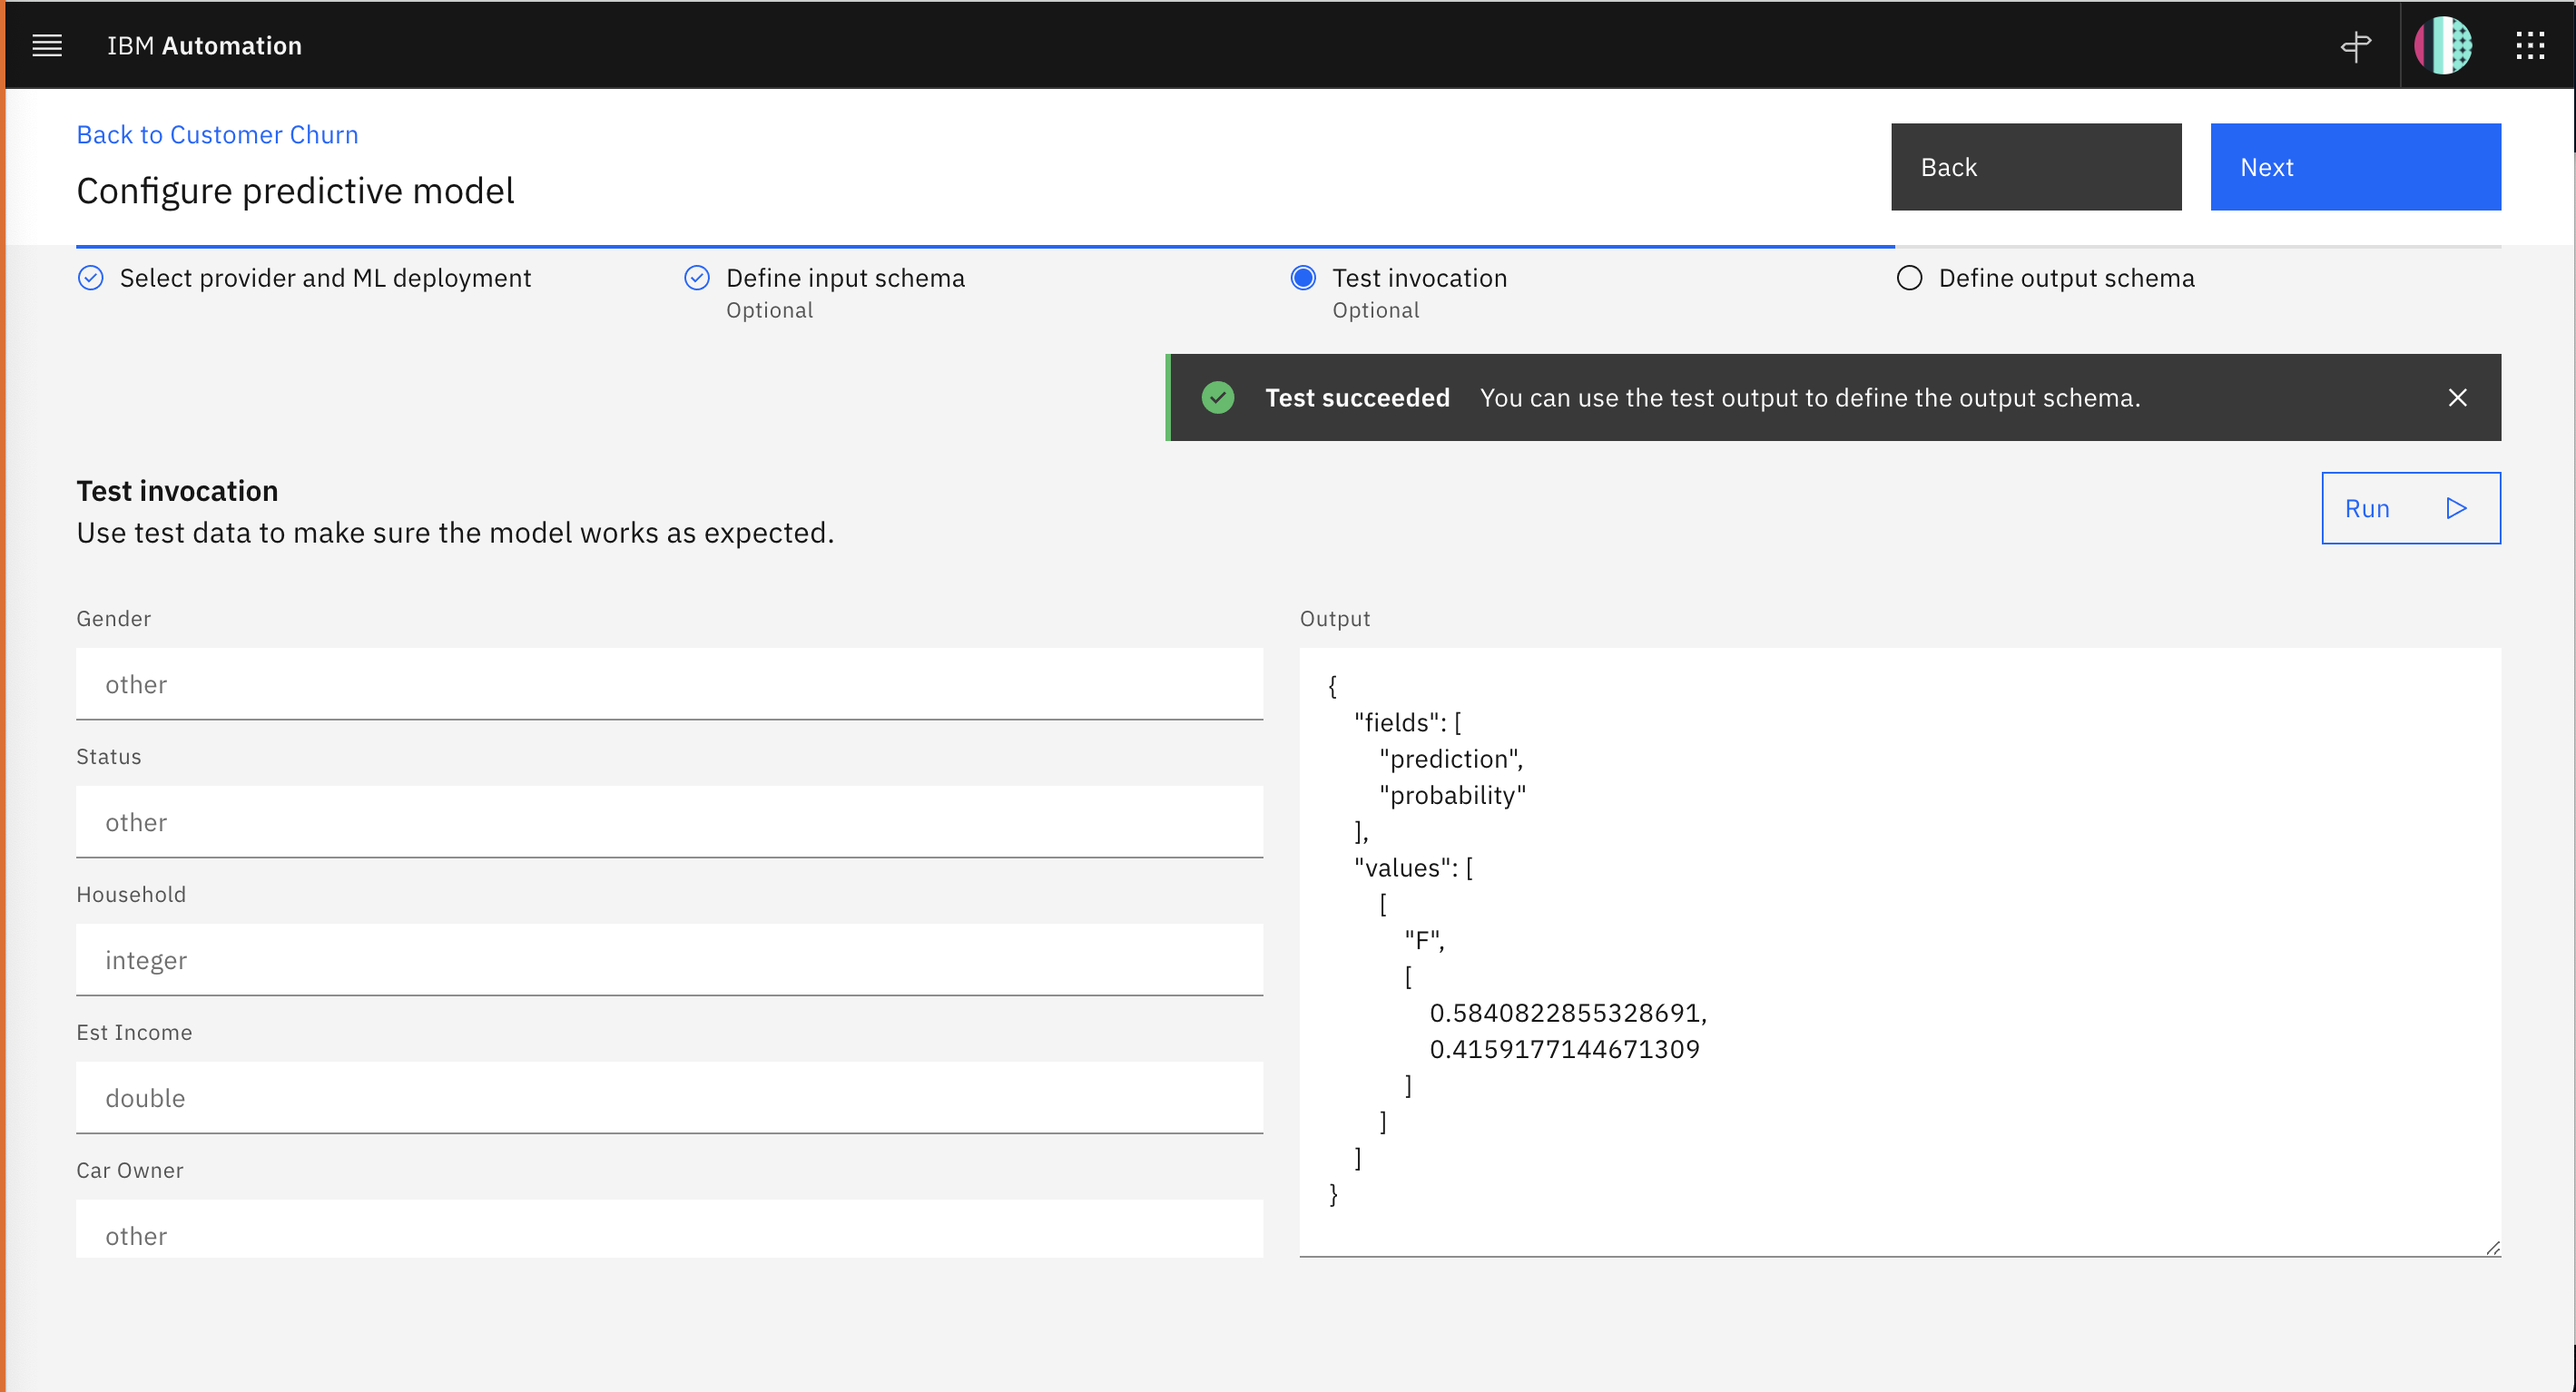 IBM Automation
Back to Customer Churn
Configure predictive model
Back
Next
Select provider and ML deployment
Define input schema
Optional
Test invocation
Optional
Define output schema
Test succeeded You can use the test output to define the output schema.
Test invocation
Use test data to make sure the model works as expected.
Run
Gender
other
Status
other
Household
integer
Est Income
double
Car Owner
other
Output
{
"fields": [
"prediction",
"probability"
],
"values": [
[
"F",
[
0.5840822855328691,
0.4159177144671309
]
]
]
}